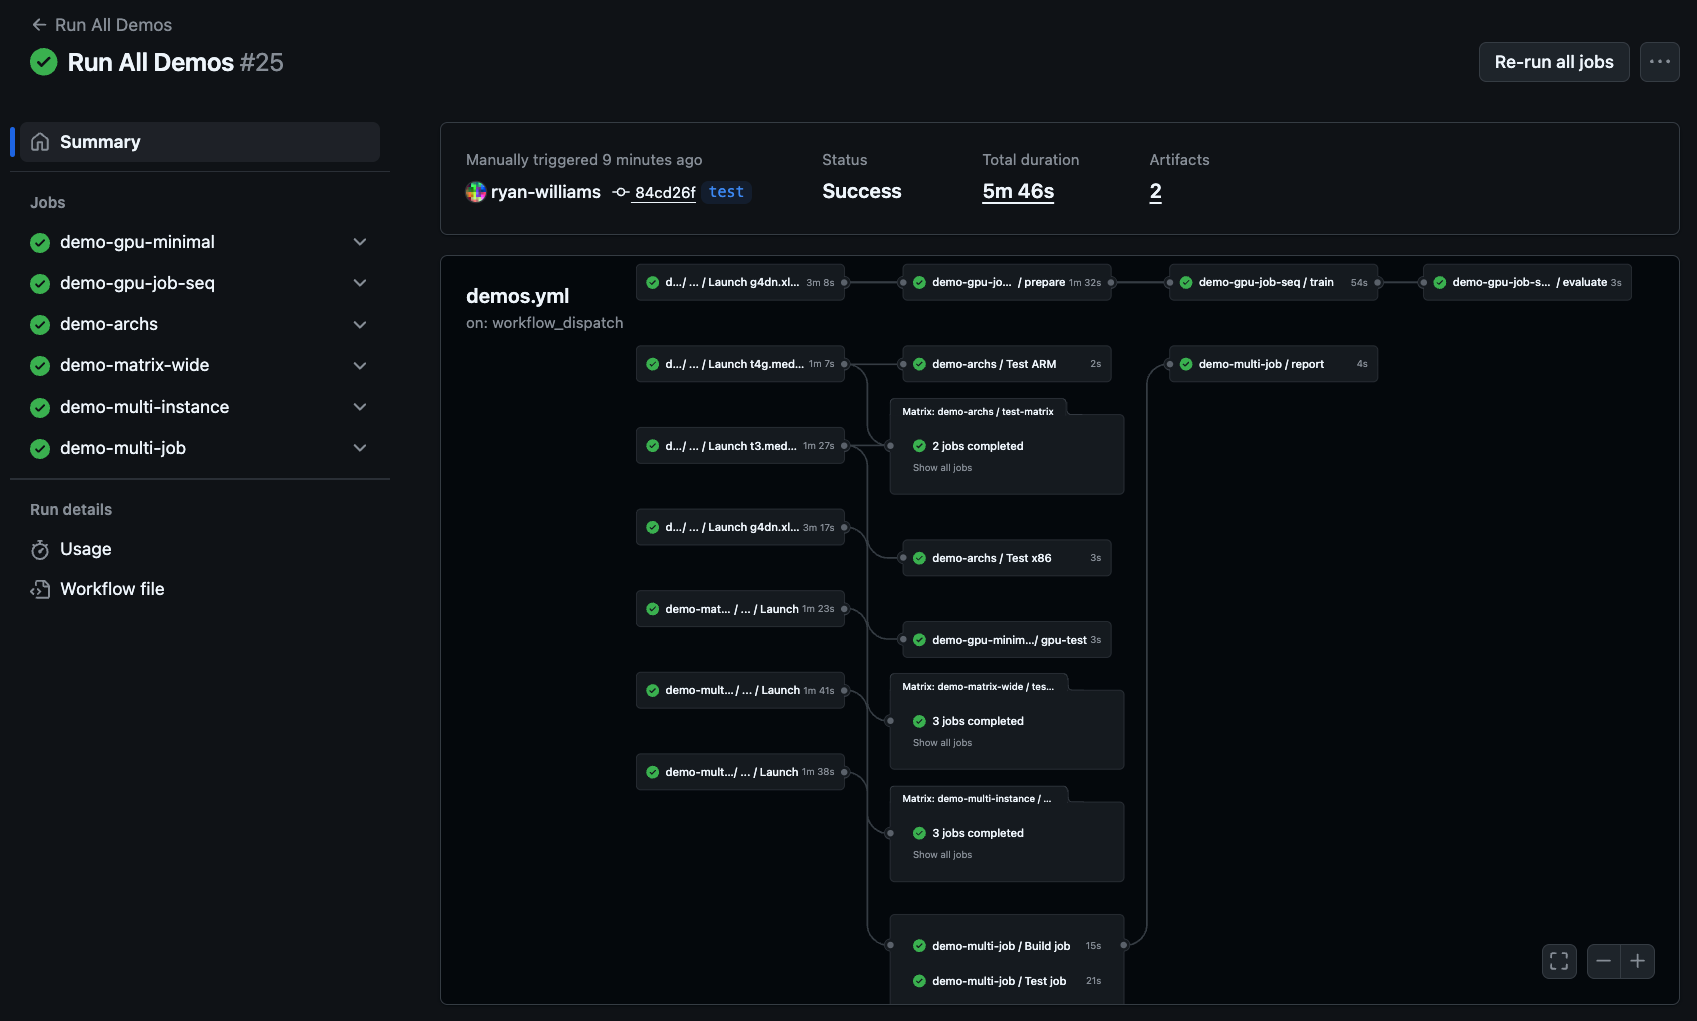 Run All Demos
Run All Demos #25
Re-run all jobs
Summary
Jobs
demo-gpu-minimal
demo-gpu-job-seq
demo-archs
demo-matrix-wide
demo-multi-instance
demo-multi-job
Run details
Usage
Workflow file
Manually triggered 9 minutes ago
ryan-williams 84cd26f test
Status
Success
Total duration
5m 46s
Artifacts
2
demos.yml
on: workflow_dispatch
d.../ ... / Launch g4dn.xl... 3m 8s
demo-gpu-jo... / prepare 1m 32s
demo-gpu-job-seq / train 54s
demo-gpu-job-s... / evaluate 3s
d.../ ... / Launch t4g.med... 1m 7s
demo-archs / Test ARM 2s
demo-multi-job / report 4s
Matrix: demo-archs / test-matrix
d.../ ... / Launch t3.med... 1m 27s
2 jobs completed
Show all jobs
d.../ ... / Launch g4dn.xl... 3m 17s
demo-archs / Test x86 3s
demo-mat... / ... / Launch 1m 23s
demo-gpu-minim.../ gpu-test 3s
demo-mult.../ ... / Launch 1m 41s
Matrix: demo-matrix-wide / tes...
3 jobs completed
Show all jobs
demo-mult.../ ... / Launch 1m 38s
Matrix: demo-multi-instance / ...
3 jobs completed
Show all jobs
demo-multi-job / Build job 15s
demo-multi-job / Test job 21s